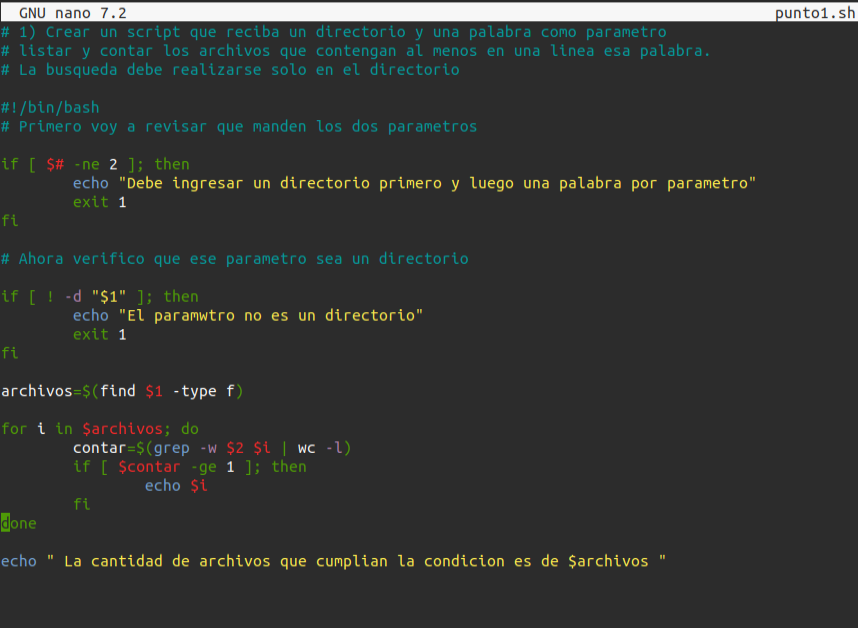 GNU nano 7.2 punto1.sh
# 1) Crear un script que reciba un directorio y una palabra como parametro
# listar y contar los archivos que contengan al menos en una linea esa palabra.
# La busqueda debe realizarse solo en el directorio
#!/bin/bash
# Primero voy a revisar que manden los dos parametros
if [ $# -ne 2 ]; then
echo "Debe ingresar un directorio primero y luego una palabra por parametro"
exit 1
fi
# Ahora verifico que ese parametro sea un directorio
if [ ! -d "$1" ]; then
echo "El paramwtro no es un directorio"
exit 1
fi
archivos=$(find $1 -type f)
for i in $archivos; do
contar=$(grep -w $2 $i | wc -l)
if [ $contar -ge 1 ]; then
echo $i
fi
done
echo " La cantidad de archivos que cumplian la condicion es de $archivos "